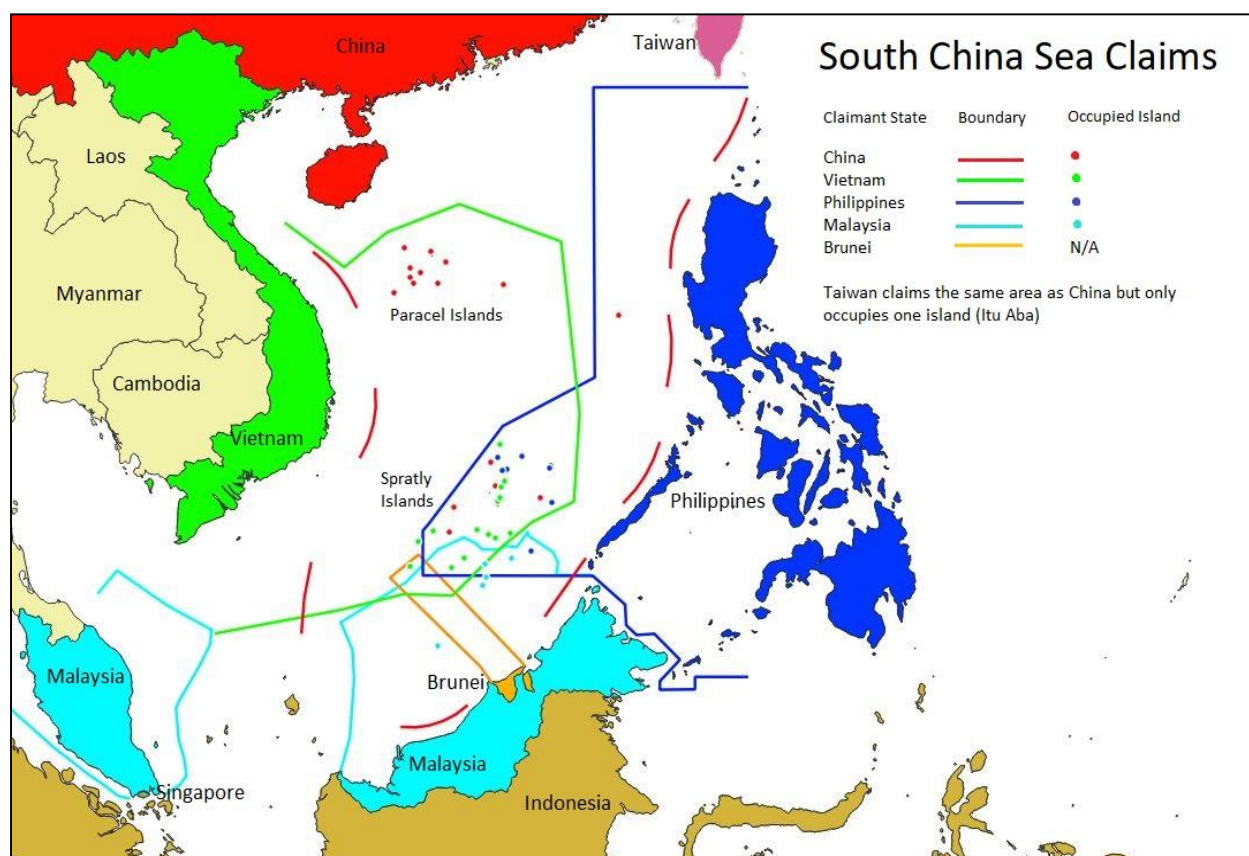 China
Taiwan
South China Sea Claims
Claimant State Boundary Occupied Island
China
Vietnam
Philippines
Malaysia
Brunei N/A
Taiwan claims the same area as China but only
occupies one island (Itu Aba)
Laos
Myanmar
Paracel Islands
Cambodia
Vietnam
Spratly
Islands
Philippines
Malaysia
Brunei
Malaysia
Singapore
Indonesia